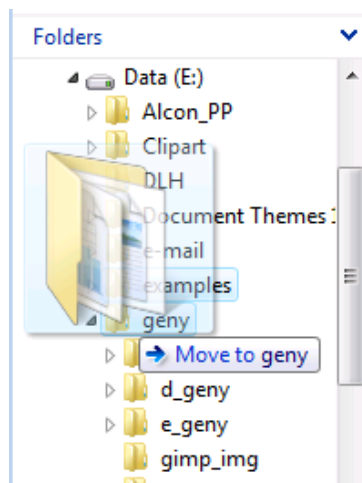 Folders
Data (E:)
Alcon_PP
Clipart
DLH
Document Themes
e-mail
examples
geny
Move to geny
d_geny
e_geny
gimp_img